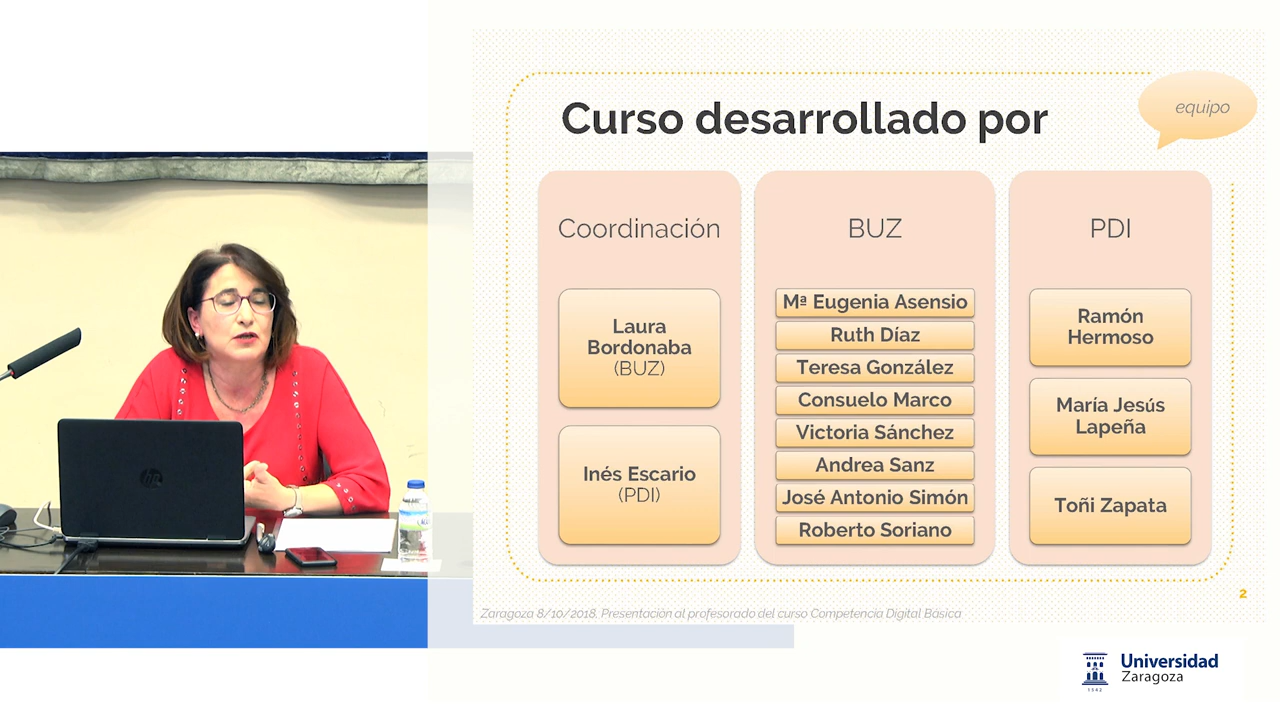 Curso desarrollado por
equipo
Coordinación
Laura
Bordonaba
(BUZ)
Inés Escario
(PDI)
BUZ
Mª Eugenia Asensio
Ruth Díaz
Teresa González
Consuelo Marco
Victoria Sánchez
Andrea Sanz
José Antonio Simón
Roberto Soriano
PDI
Ramón
Hermoso
María Jesús
Lapeña
Toñi Zapata
2
Zaragoza 8/10/2018. Presentación al profesorado del curso Competencia Digital Básica
Universidad
Zaragoza
1542
hp